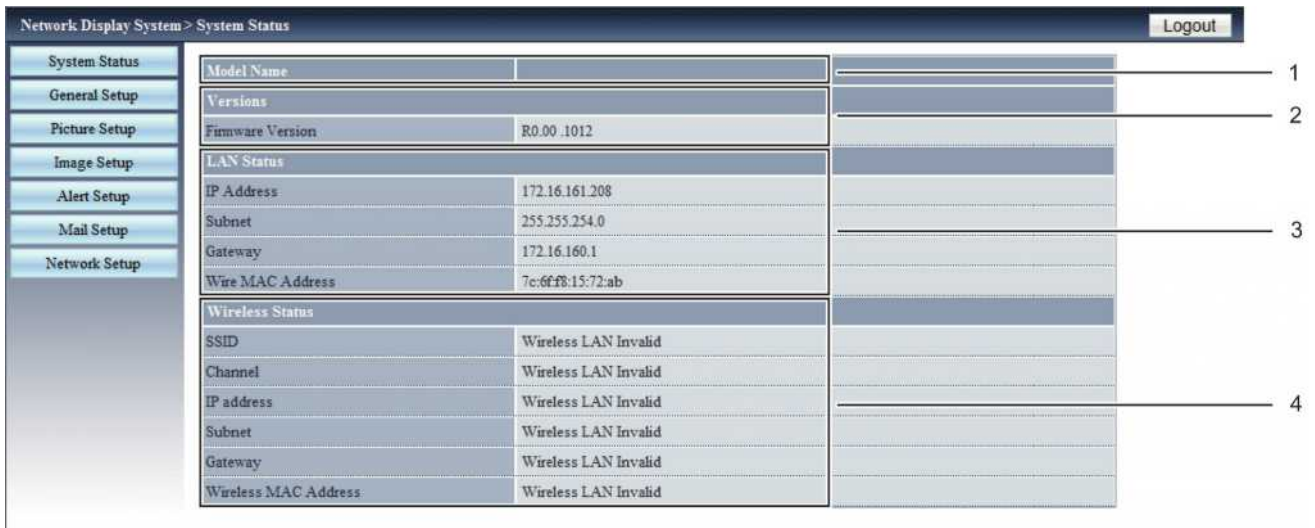 Network Display System > System Status
Logout
System Status
General Setup
Picture Setup
Image Setup
Alert Setup
Mail Setup
Network Setup
Model Name
1
Versions
2
Firmware Version R0.00 .1012
LAN Status
IP Address 172.16.161.208
Subnet 255.255.254.0
3
Gateway 172.16.160.1
Wire MAC Address 7c:6f:f8:15:72:ab
Wireless Status
SSID Wireless LAN Invalid
Channel Wireless LAN Invalid
IP address Wireless LAN Invalid
4
Subnet Wireless LAN Invalid
Gateway Wireless LAN Invalid
Wireless MAC Address Wireless LAN Invalid